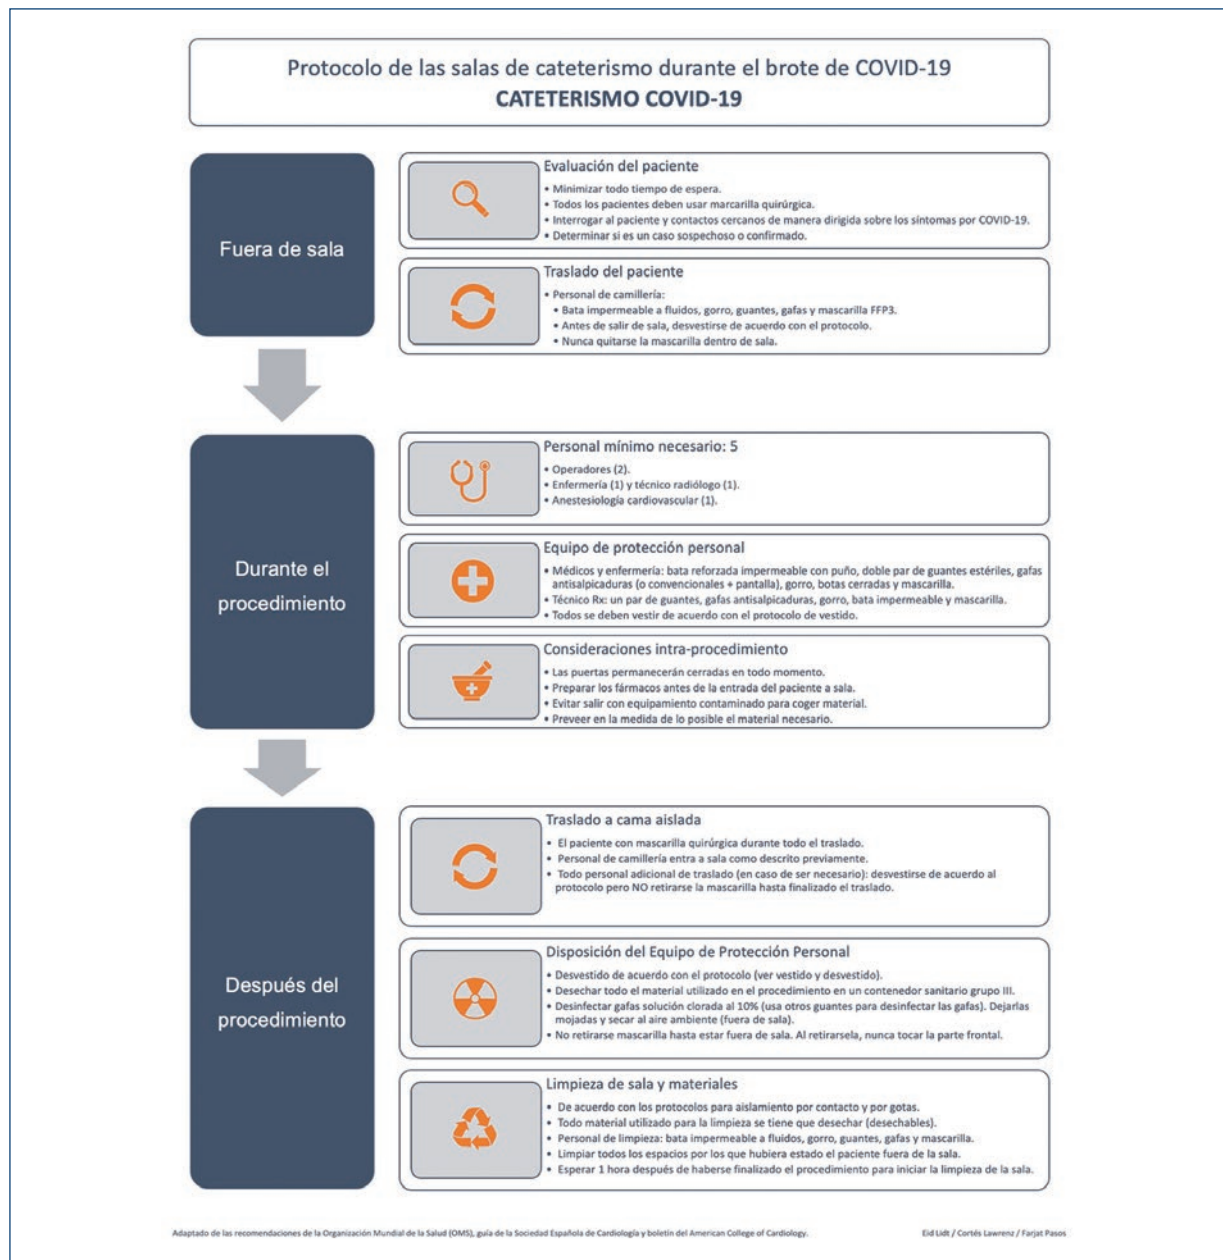 Protocolo de las salas de cateterismo durante el brote de COVID-19
CATETERISMO COVID-19
Fuera de sala
Evaluación del paciente
• Minimizar todo tiempo de espera.
• Todos los pacientes deben usar marcarilla quirúrgica.
• Interrogar al paciente y contactos cercanos de manera dirigida sobre los síntomas por COVID-19.
• Determinar si es un caso sospechoso o confirmado.
Traslado del paciente
• Personal de camillería:
• Bata impermeable a fluidos, gorro, guantes, gafas y mascarilla FFP3.
• Antes de salir de sala, desvestirse de acuerdo con el protocolo.
• Nunca quitarse la mascarilla dentro de sala.
Durante el
procedimiento
Personal mínimo necesario: 5
• Operadores (2).
• Enfermería (1) y técnico radiólogo (1).
• Anestesiología cardiovascular (1).
Equipo de protección personal
• Médicos y enfermería: bata reforzada impermeable con puño, doble par de guantes estériles, gafas
antisalpicaduras (o convencionales + pantalla), gorro, botas cerradas y mascarilla.
• Técnico Rx: un par de guantes, gafas antisalpicaduras, gorro, bata impermeable y mascarilla.
• Todos se deben vestir de acuerdo con el protocolo de vestido.
Consideraciones intra-procedimiento
• Las puertas permanecerán cerradas en todo momento.
• Preparar los fármacos antes de la entrada del paciente a sala.
• Evitar salir con equipamiento contaminado para coger material.
• Preveer en la medida de lo posible el material necesario.
Después del
procedimiento
Traslado a cama aislada
• El paciente con mascarilla quirúrgica durante todo el traslado.
• Personal de camillería entra a sala como descrito previamente.
• Todo personal adicional de traslado (en caso de ser necesario): desvestirse de acuerdo al
protocolo pero NO retirarse la mascarilla hasta finalizado el traslado.
Disposición del Equipo de Protección Personal
• Desvestido de acuerdo con el protocolo (ver vestido y desvestido).
• Desechar todo el material utilizado en el procedimiento en un contenedor sanitario grupo III.
• Desinfectar gafas solución clorada al 10% (usa otros guantes para desinfectar las gafas). Dejarlas
mojadas y secar al aire ambiente (fuera de sala).
• No retirarse mascarilla hasta estar fuera de sala. Al retirarsela, nunca tocar la parte frontal.
Limpieza de sala y materiales
• De acuerdo con los protocolos para aislamiento por contacto y por gotas.
• Todo material utilizado para la limpieza se tiene que desechar (desechables).
• Personal de limpieza: bata impermeable a fluidos, gorro, guantes, gafas y mascarilla.
• Limpiar todos los espacios por los que hubiera estado el paciente fuera de la sala.
• Esperar 1 hora después de haberse finalizado el procedimiento para iniciar la limpieza de la sala.
Adaptado de las recomendaciones de la Organización Mundial de la Salud (OMS), guía de la Sociedad Española de Cardiología y boletín del American College of Cardiology.
Eid Lidt / Cortés Lawrenz / Farjat Pasos